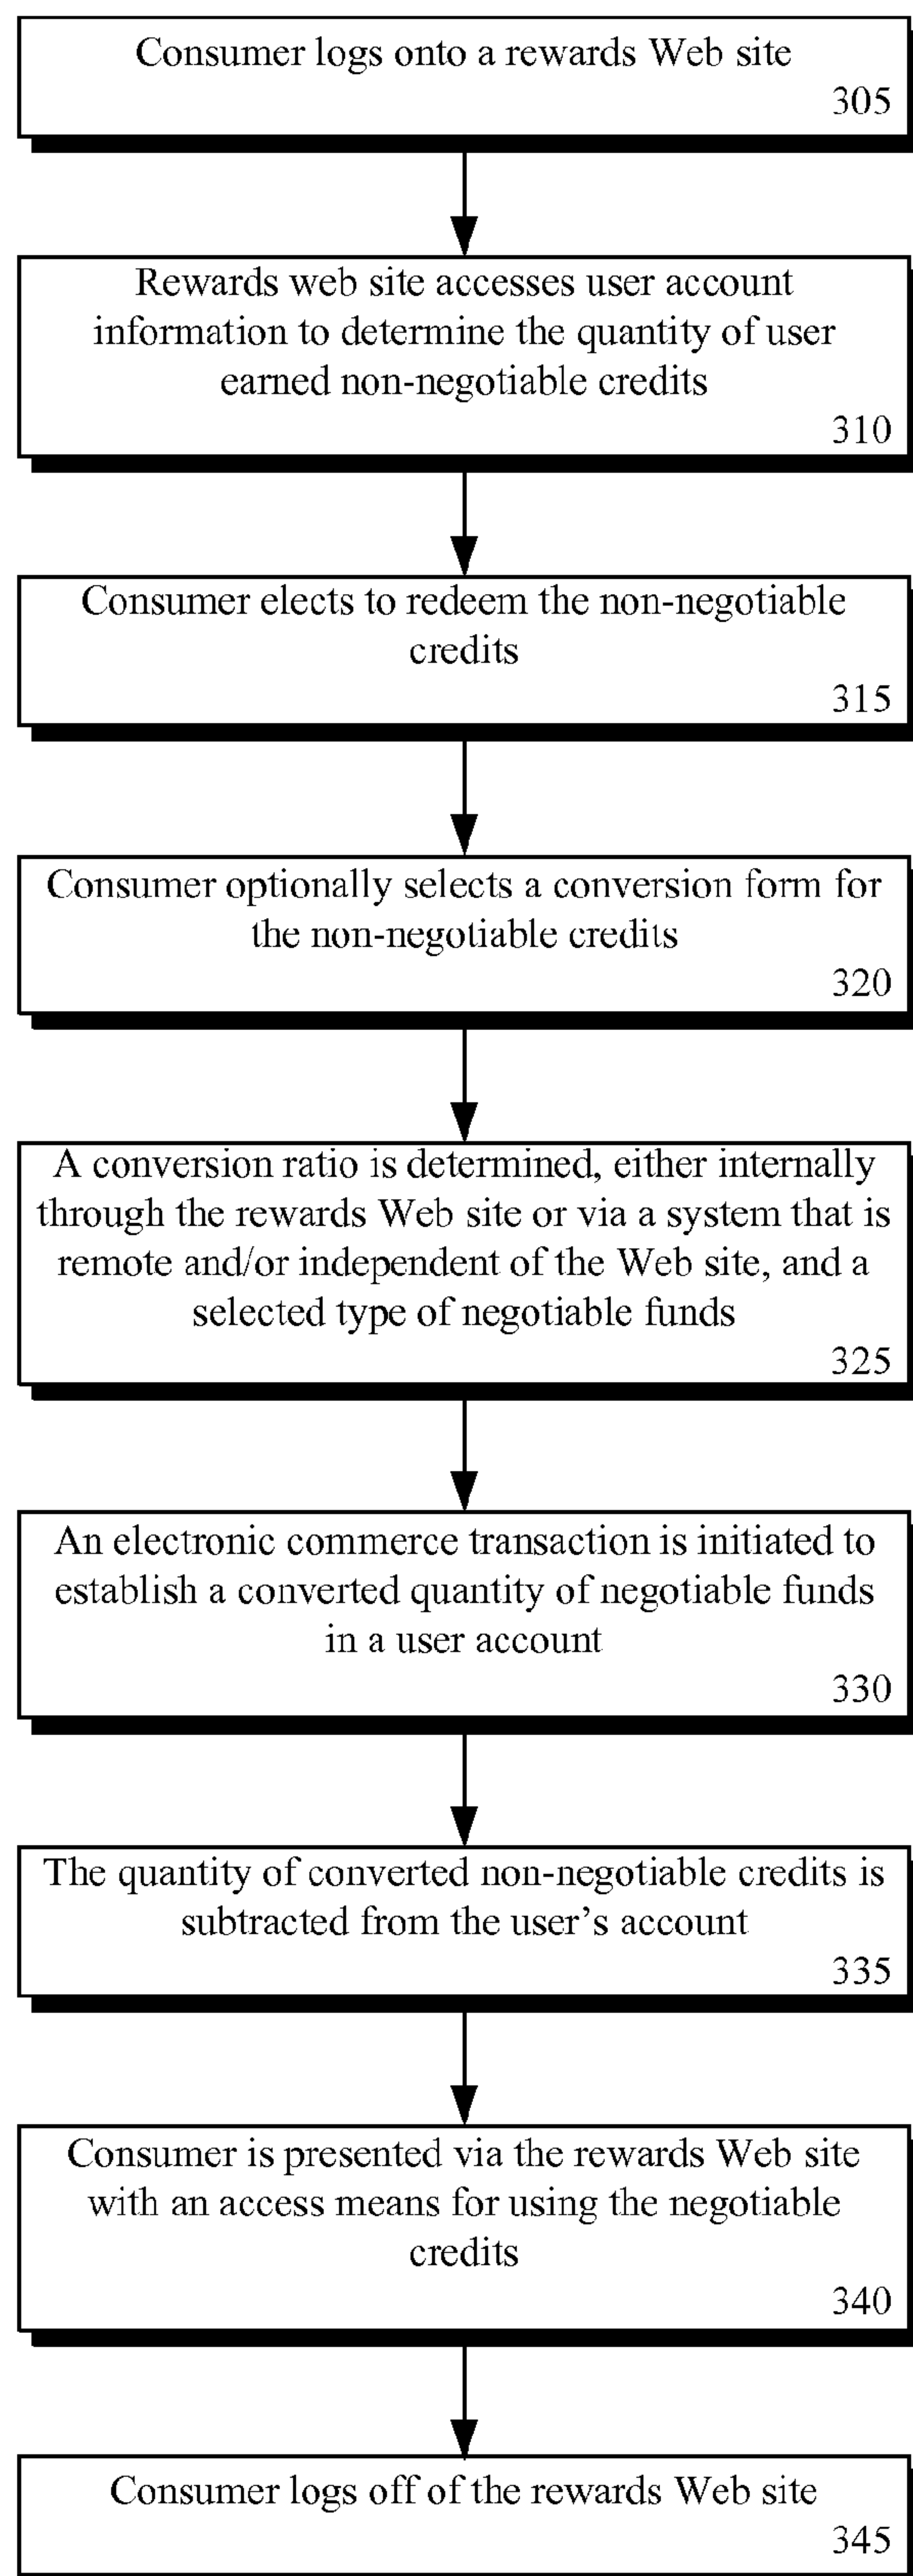 Consumer logs onto a rewards Web site
305
Rewards web site accesses user account
information to determine the quantity of user
earned non-negotiable credits
310
Consumer elects to redeem the non-negotiable
credits
315
Consumer optionally selects a conversion form for
the non-negotiable credits
320
A conversion ratio is determined, either internally
through the rewards Web site or via a system that is
remote and/or independent of the Web site, and a
selected type of negotiable funds
325
An electronic commerce transaction is initiated to
establish a converted quantity of negotiable funds
in a user account
330
The quantity of converted non-negotiable credits is
subtracted from the user’s account
335
Consumer is presented via the rewards Web site
with an access means for using the negotiable
credits
340
Consumer logs off of the rewards Web site
345